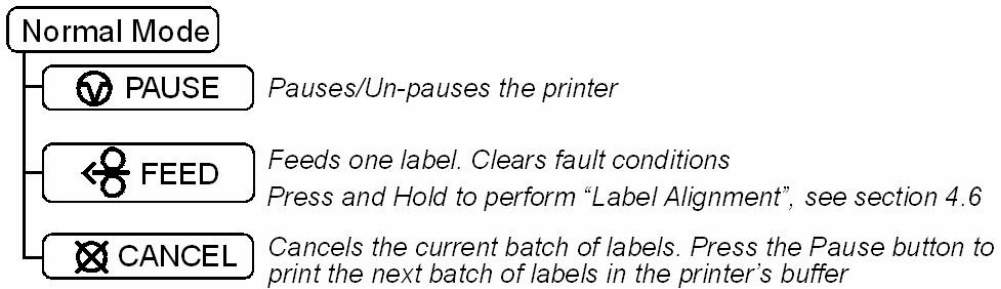 Normal Mode
PAUSE Pauses/Un-pauses the printer
FEED Feeds one label. Clears fault conditions
Press and Hold to perform “Label Alignment”, see section 4.6
CANCEL Cancels the current batch of labels. Press the Pause button to
print the next batch of labels in the printer’s buffer